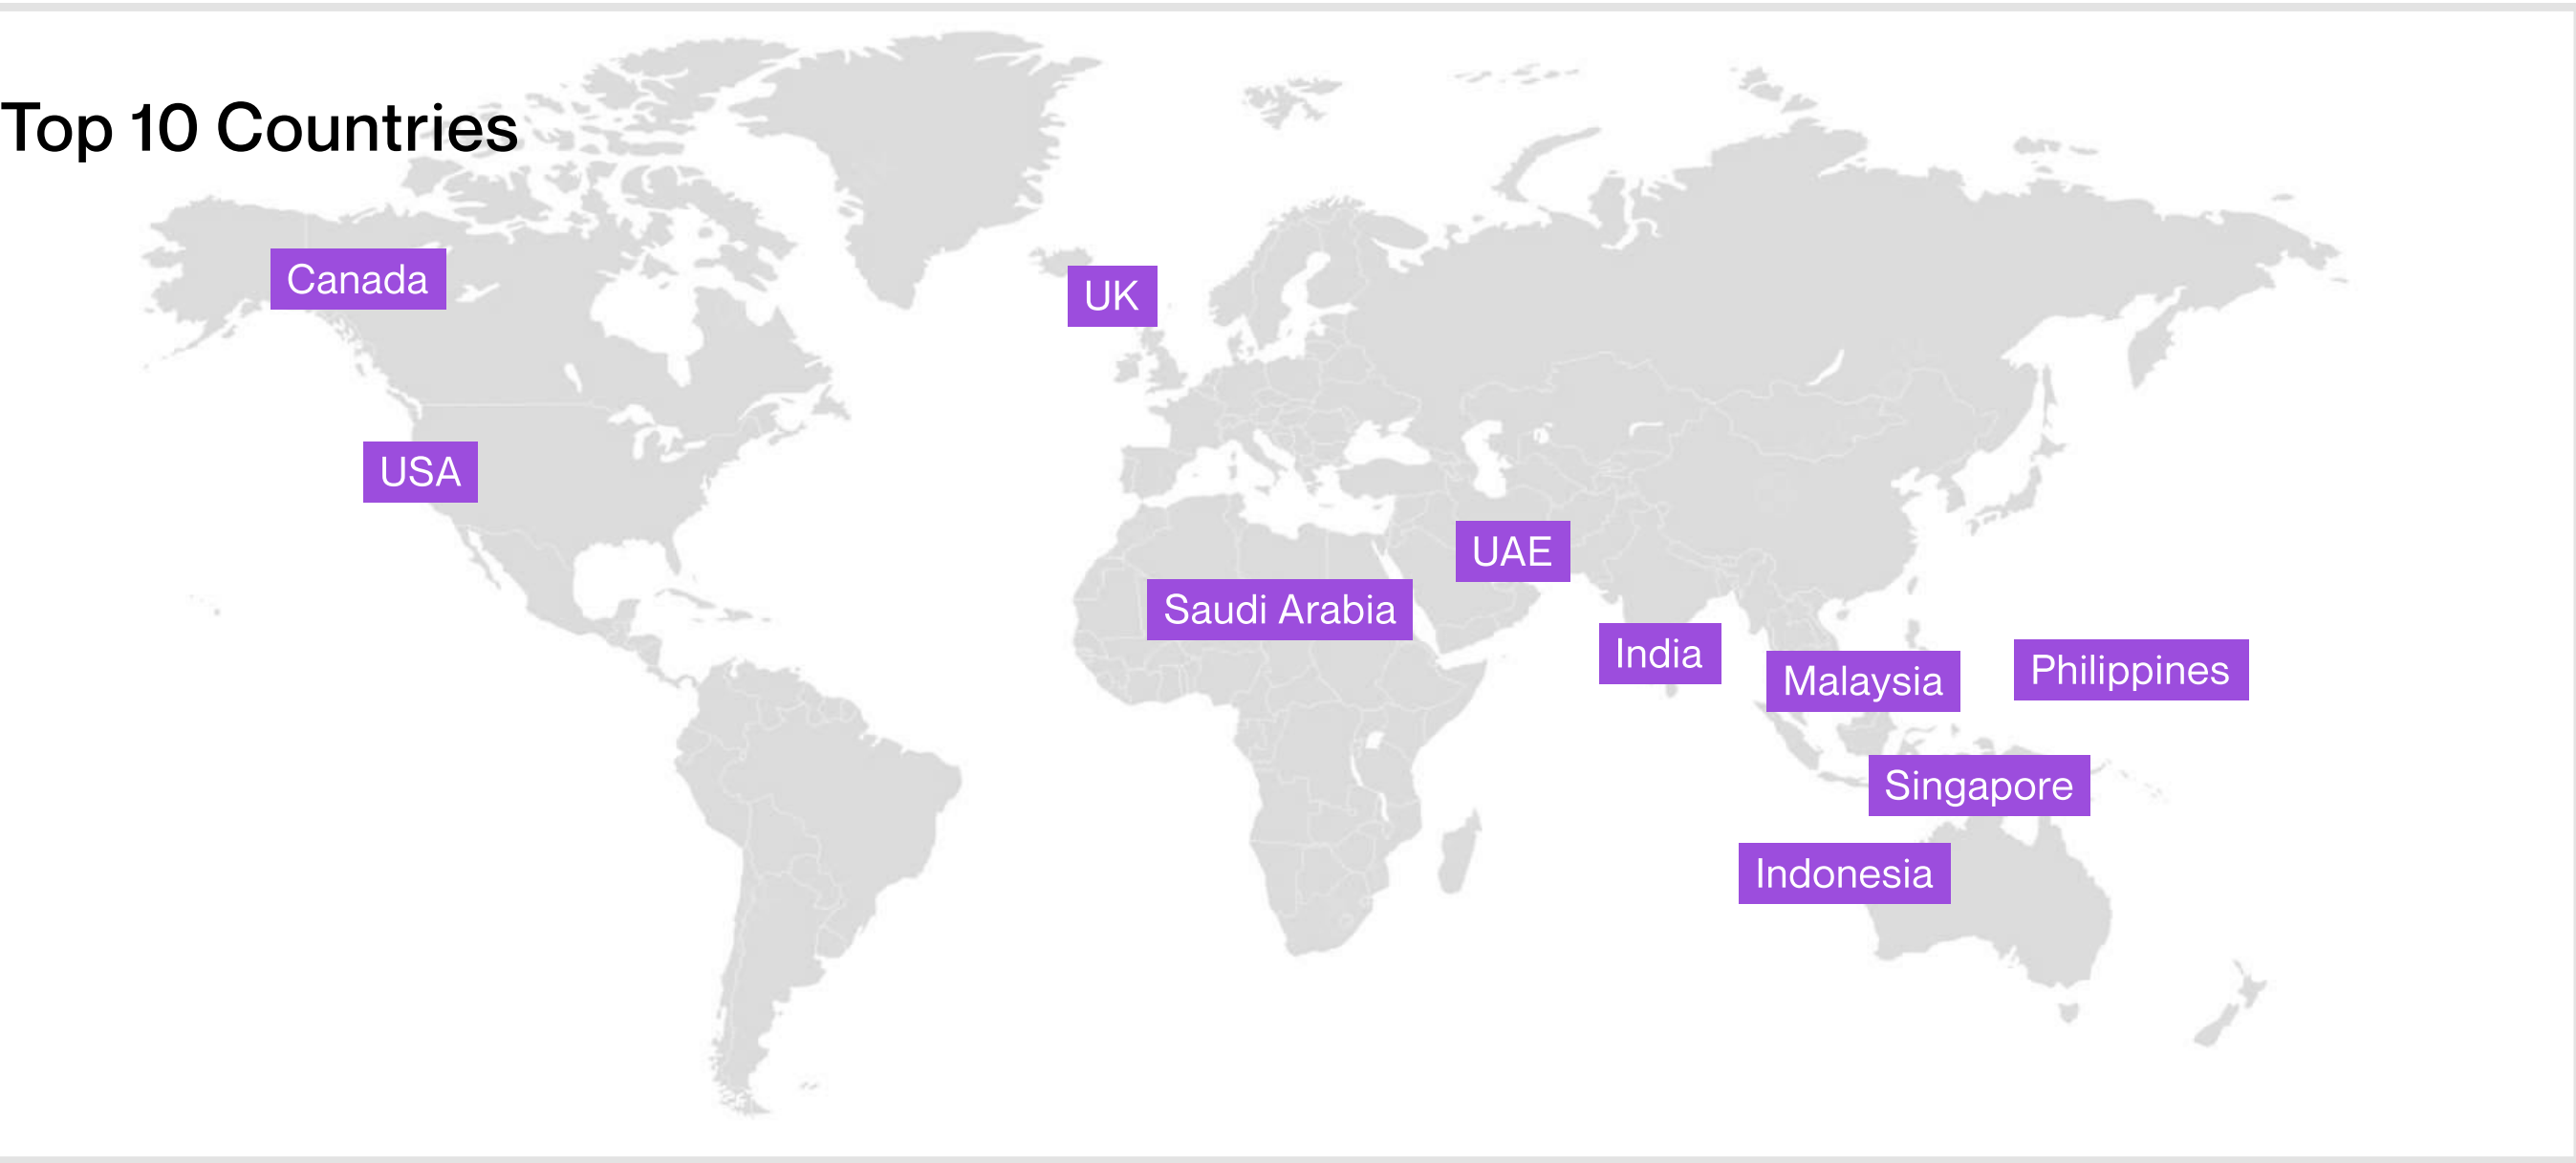 Top 10 Countries
Canada
UK
USA
UAE
Saudi Arabia
India
Philippines
Malaysia
Singapore
Indonesia